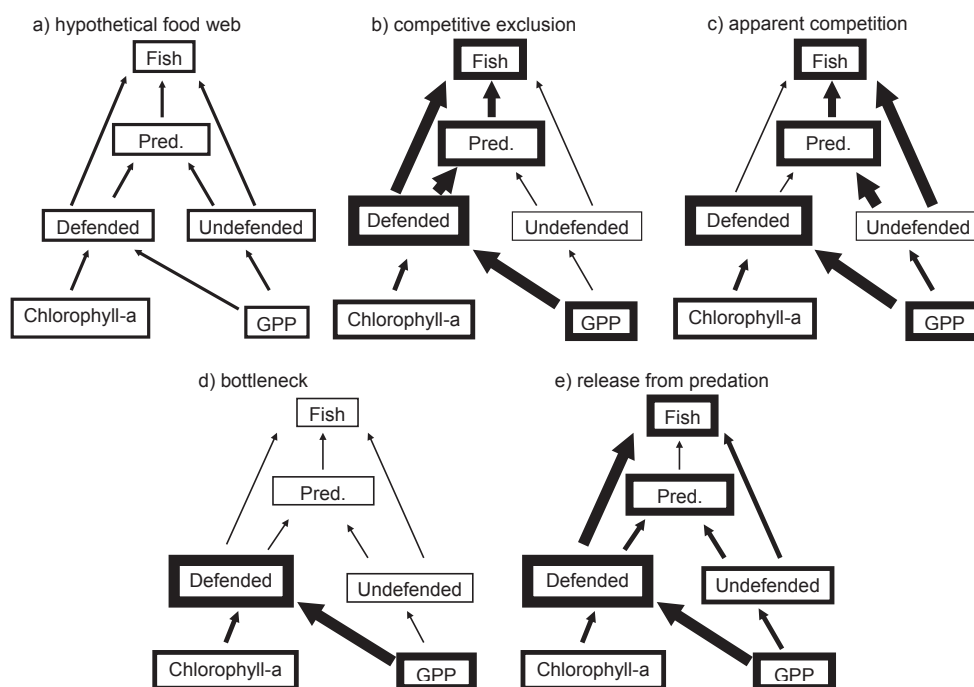 a) hypothetical food web
Fish
Pred.
Defended
Undefended
Chlorophyll-a
GPP
b) competitive exclusion
Fish
Pred.
Defended
Undefended
Chlorophyll-a
GPP
c) apparent competition
Fish
Pred.
Defended
Undefended
Chlorophyll-a
GPP
d) bottleneck
Fish
Pred.
Defended
Undefended
Chlorophyll-a
GPP
e) release from predation
Fish
Pred.
Defended
Undefended
Chlorophyll-a
GPP